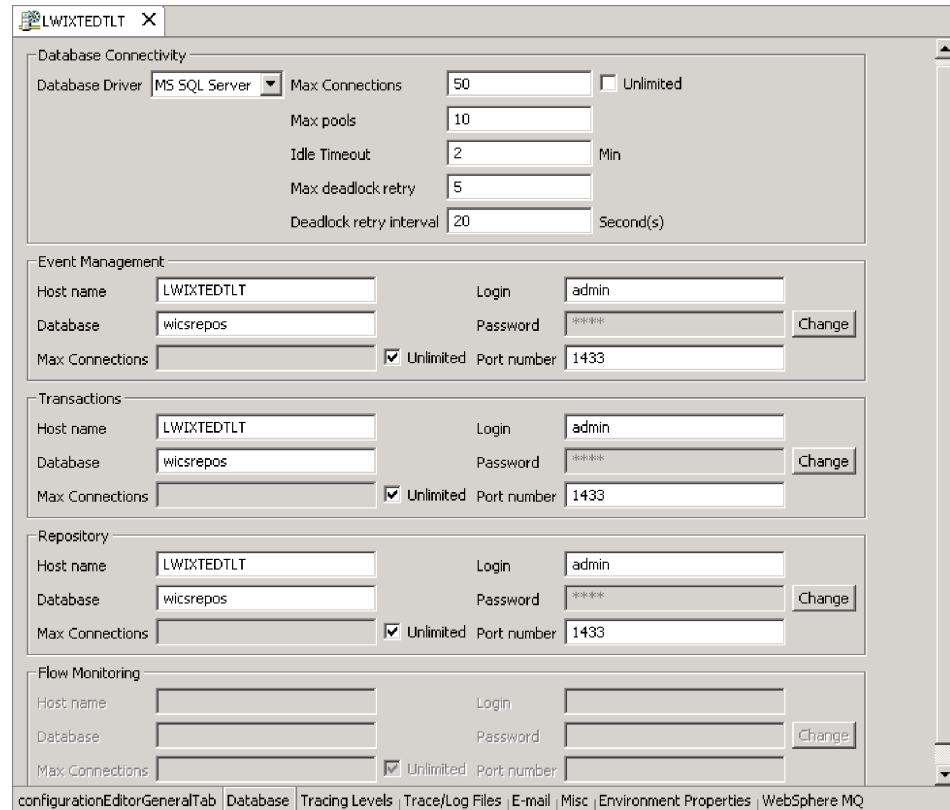 LWIXTEDTLT
Database Connectivity
Database Driver MS SQL Server Max Connections 50 Unlimited
Max pools 10
Idle Timeout 2 Min
Max deadlock retry 5
Deadlock retry interval 20 Second(s)
Event Management
Host name LWIXTEDTLT Login admin
Database wicsrepos Password **** Change
Max Connections Unlimited Port number 1433
Transactions
Host name LWIXTEDTLT Login admin
Database wicsrepos Password **** Change
Max Connections Unlimited Port number 1433
Repository
Host name LWIXTEDTLT Login admin
Database wicsrepos Password **** Change
Max Connections Unlimited Port number 1433
Flow Monitoring
Host name Login
Database Password Change
Max Connections Unlimited Port number
configurationEditorGeneralTab Database Tracing Levels Trace/Log Files E-mail Misc Environment Properties WebSphere MQ